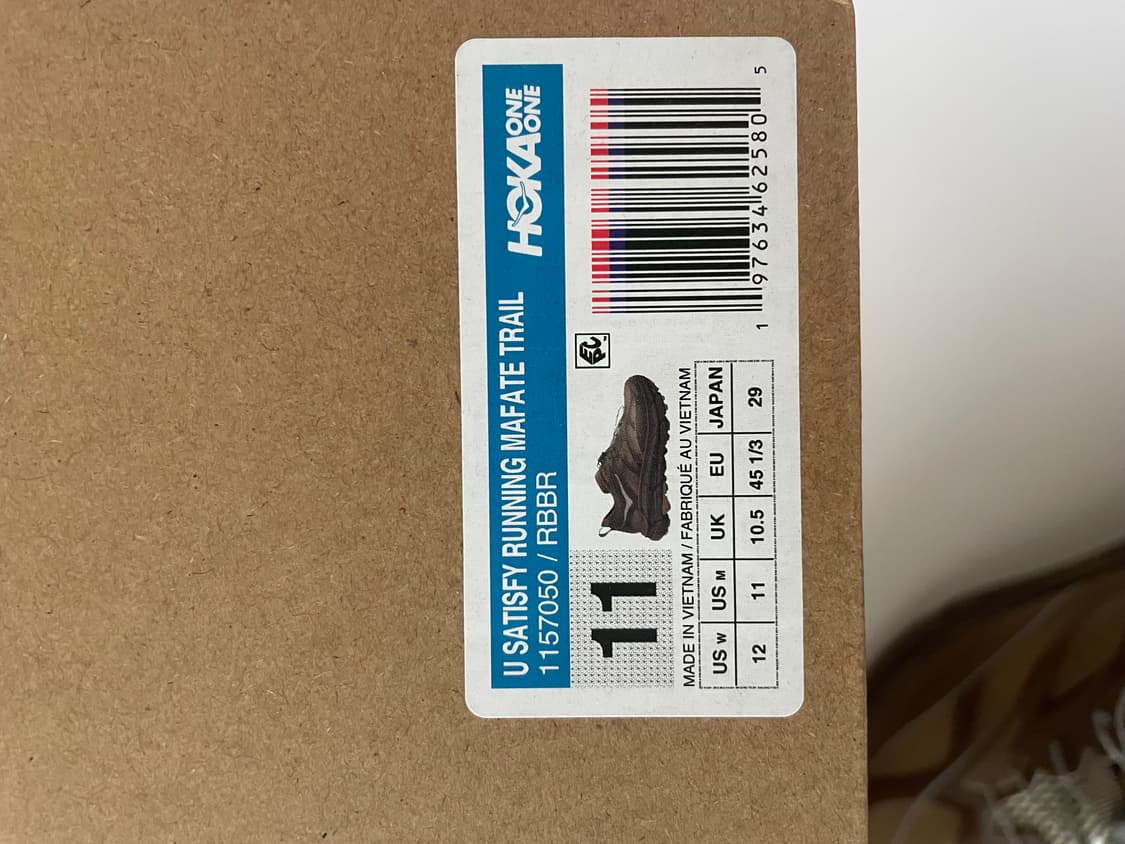 U SATISFY RUNNING MAFATE TRAIL
1157050 / RBBR
HOKA ONE ONE
11
MADE IN VIETNAM / FABRIQUÉ AU VIETNAM
US W US M UK EU JAPAN
12 11 10.5 45 1/3 29
1 97634 62580 5